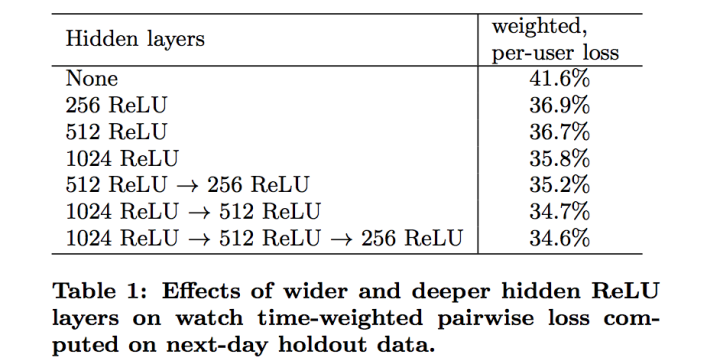 Hidden layers
weighted,
per-user loss
None 41.6%
256 ReLU 36.9%
512 ReLU 36.7%
1024 ReLU 35.8%
512 ReLU → 256 ReLU 35.2%
1024 ReLU → 512 ReLU 34.7%
1024 ReLU → 512 ReLU → 256 ReLU 34.6%
Table 1: Effects of wider and deeper hidden ReLU
layers on watch time-weighted pairwise loss com-
puted on next-day holdout data.